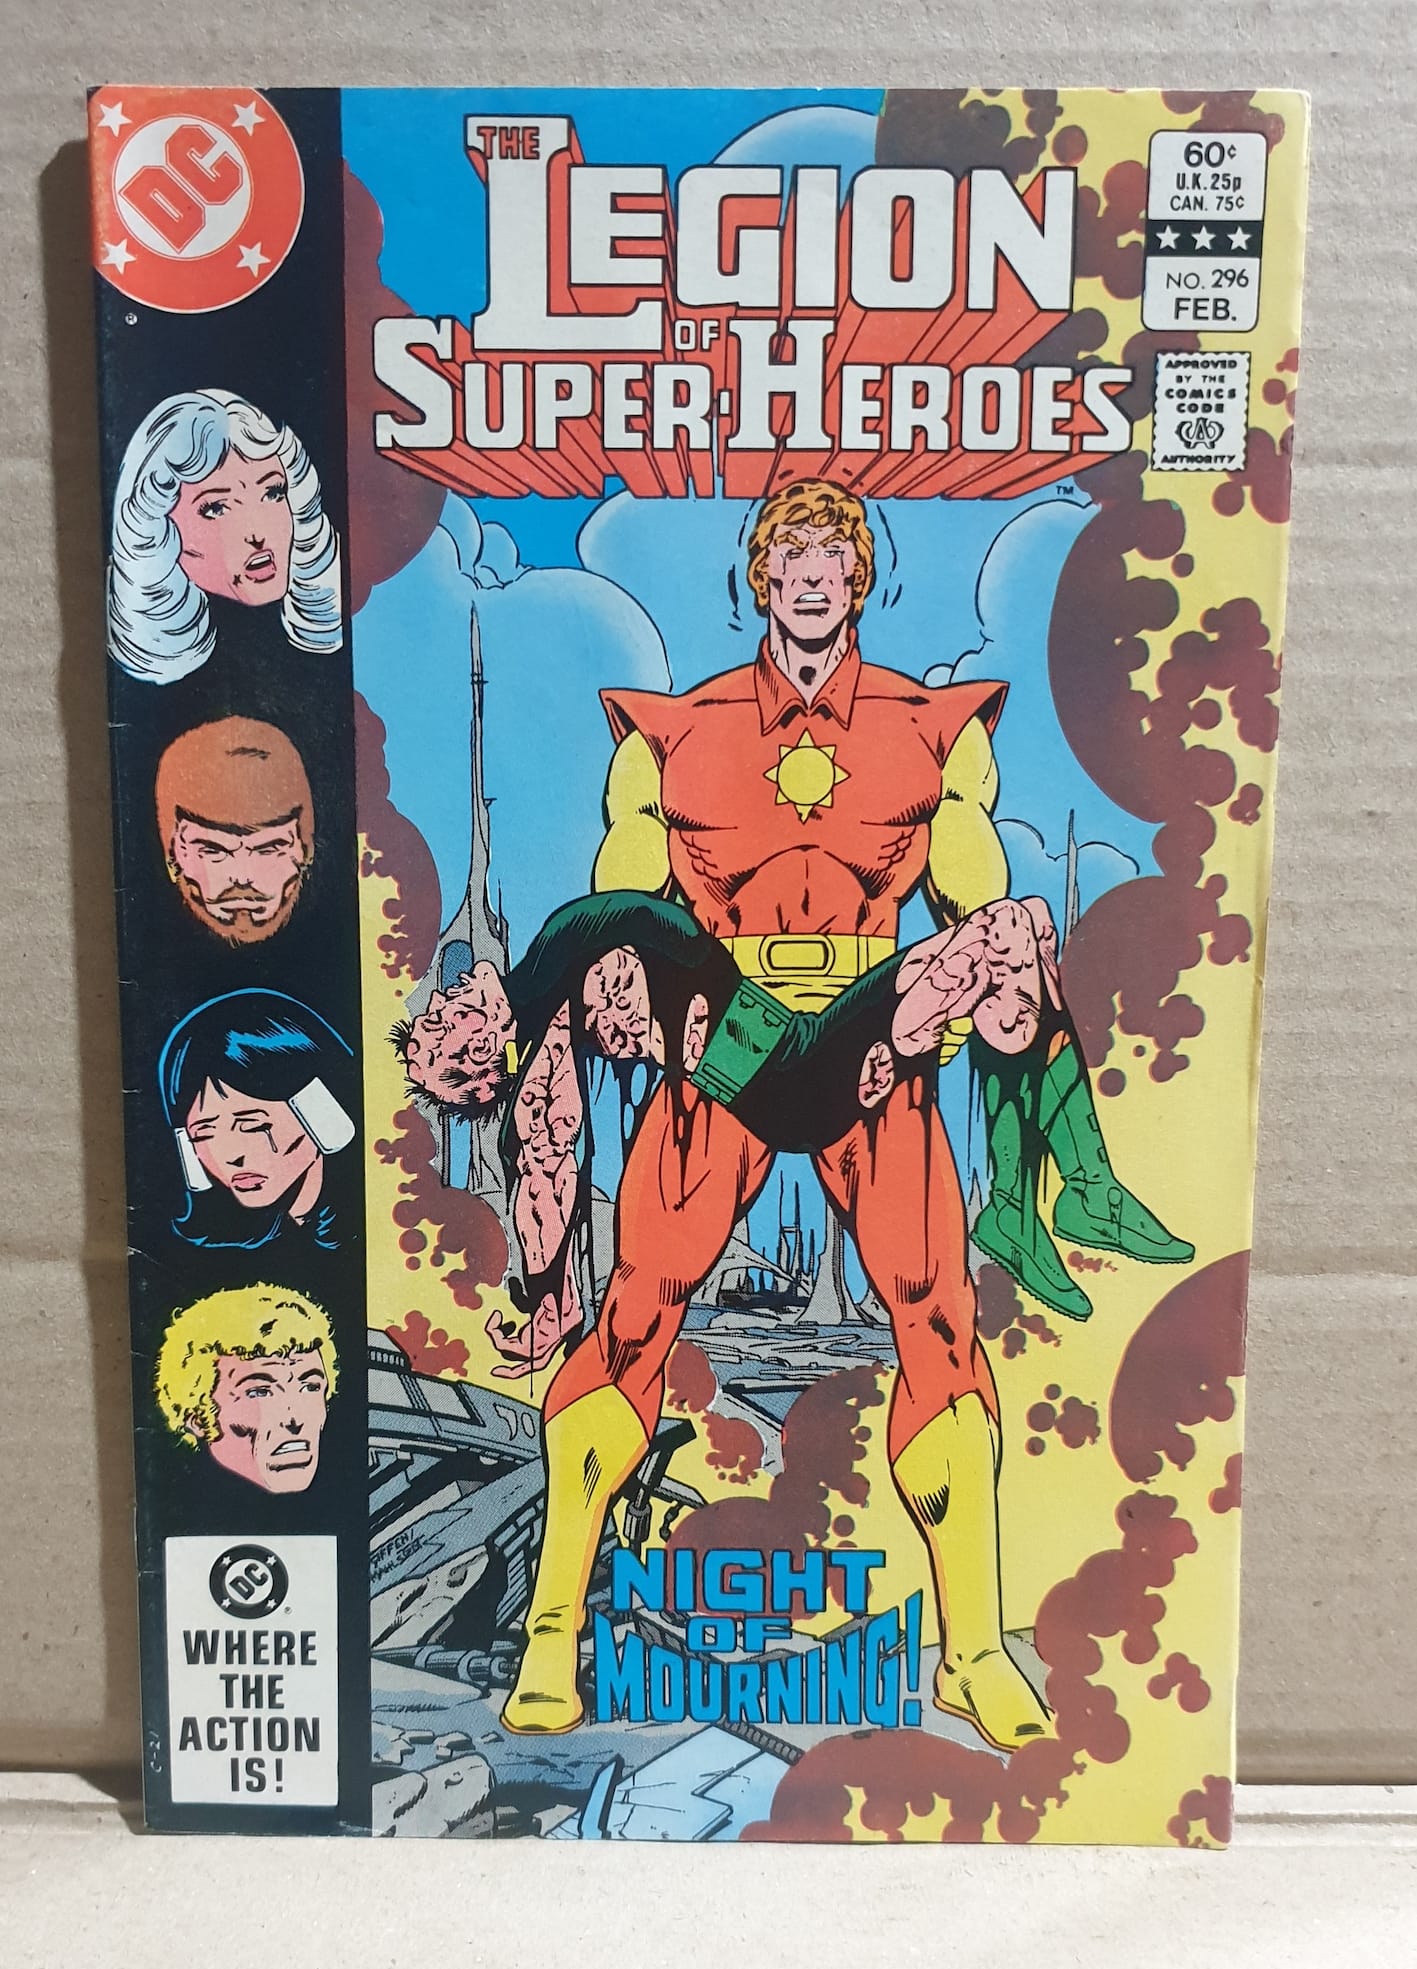 DC
®
THE
LEGION
OF
SUPER-HEROES
™
60¢
U.K. 25p
CAN. 75¢
NO. 296
FEB.
APPROVED
BY THE
COMICS
CODE
CA
AUTHORITY
NIGHT
OF
MOURNING!
DC
®
WHERE
THE
ACTION
IS!